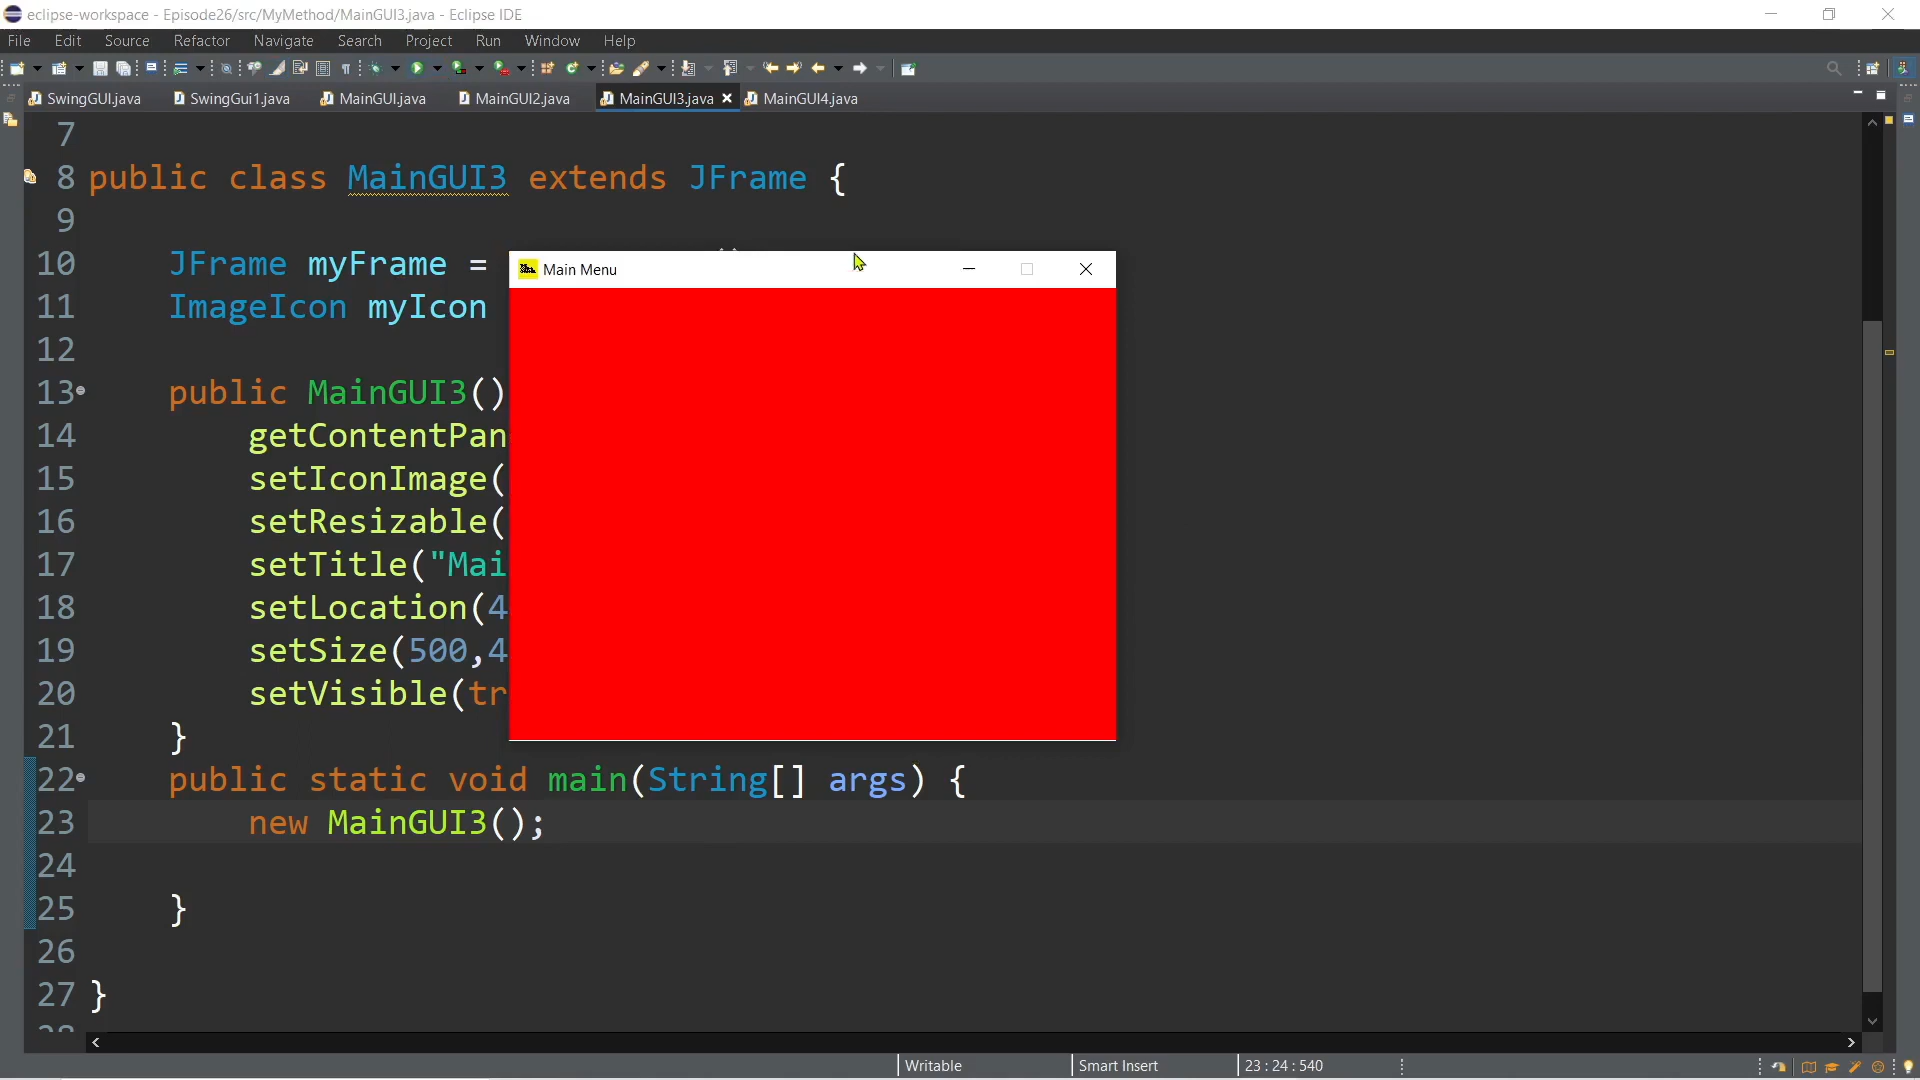 eclipse-workspace - Episode26/src/MyMethod/MainGUI3.java - Eclipse IDE
File Edit Source Refactor Navigate Search Project Run Window Help
SwingGUI.java SwingGui1.java MainGUI.java MainGUI2.java MainGUI3.java MainGUI4.java
7
8 public class MainGUI3 extends JFrame {
9
10 JFrame myFrame =
11 ImageIcon myIcon
12
13 public MainGUI3()
14 getContentPan
15 setIconImage(
16 setResizable(
17 setTitle("Mai
18 setLocation(4
19 setSize(500,4
20 setVisible(tr
21 }
22 public static void main(String[] args) {
23 new MainGUI3();
24
25 }
26
27 }
Main Menu
Writable Smart Insert 23 : 24 : 540